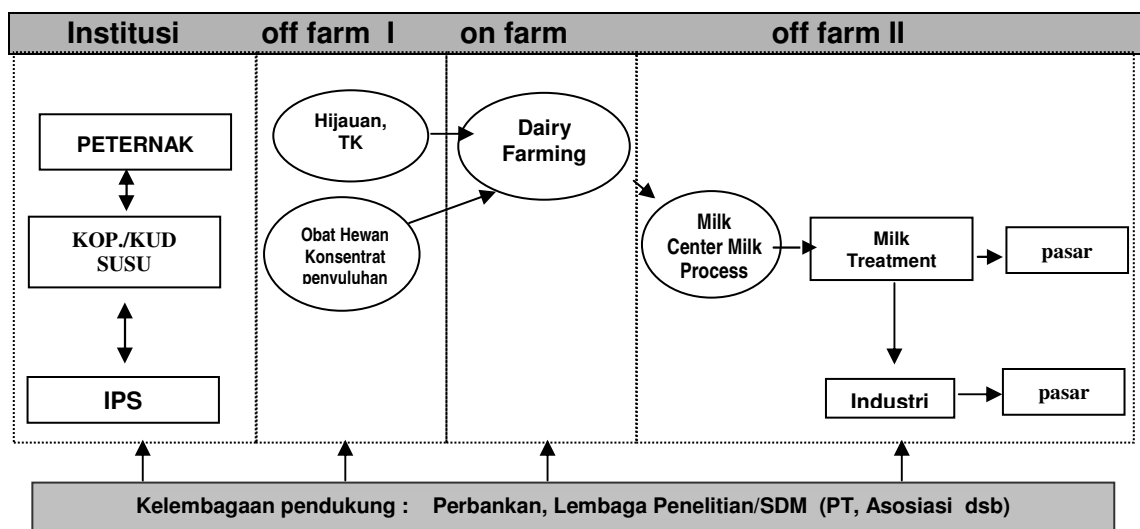 Institusi off farm I on farm off farm II
PETERNAK
KOP./KUD
SUSU
IPS
Hijauan,
TK
Obat Hewan
Konsentrat
penyuluhan
Dairy
Farming
Milk
Center Milk
Process
Milk
Treatment
pasar
Industri
pasar
Kelembagaan pendukung : Perbankan, Lembaga Penelitian/SDM (PT, Asosiasi dsb)